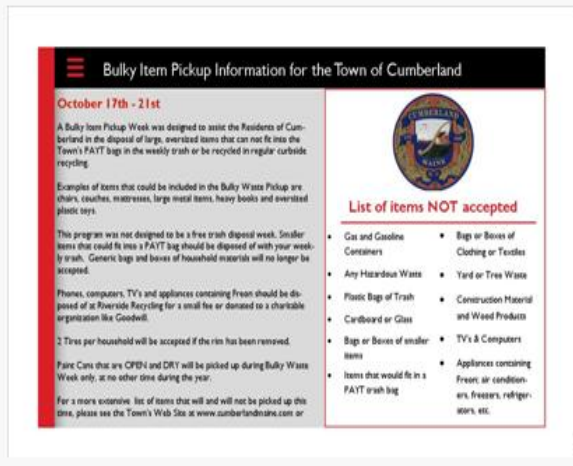 Bulky Item Pickup Information for the Town of Cumberland
October 17th - 21st
A Bulky Item Pickup Week was designed to assist the Residents of Cum-
berland in the disposal of large, oversized items that can not fit into the
Town's PAYT bags in the weekly trash or be recycled in regular curbside
recycling.
Examples of items that could be included in the Bulky Waste Pickup are
chairs, couches, mattresses, large metal items, heavy books and oversized
plastic toys.
This program was not designed to be a free trash disposal week. Smaller
items that could fit into a PAYT bag should be disposed of with your week-
ly trash. Generic bags and boxes of household materials will no longer be
accepted.
Phones, computers, TV's and appliances containing Freon should be dis-
posed of at Riverside Recycling for a small fee or donated to a charitable
organization like Goodwill.
2 Tires per household will be accepted if the rim has been removed.
Paint Cans that are OPEN and DRY will be picked up during Bulky Waste
Week only, at no other time during the year.
For a more extensive list of items that will and will not be picked up this
time, please see the Town's Web Site at www.cumberlandmaine.com or
CUMBERLAND
MAINE
List of items NOT accepted
• Gas and Gasoline
Containers
• Any Hazardous Waste
• Plastic Bags of Trash
• Cardboard or Glass
• Bags or Boxes of smaller
items
• Items that would fit in a
PAYT trash bag
• Bags or Boxes of
Clothing or Textiles
• Yard or Tree Waste
• Construction Material
and Wood Products
• TV's & Computers
• Appliances containing
Freon; air condition-
ers, freezers, refriger-
ators, etc.